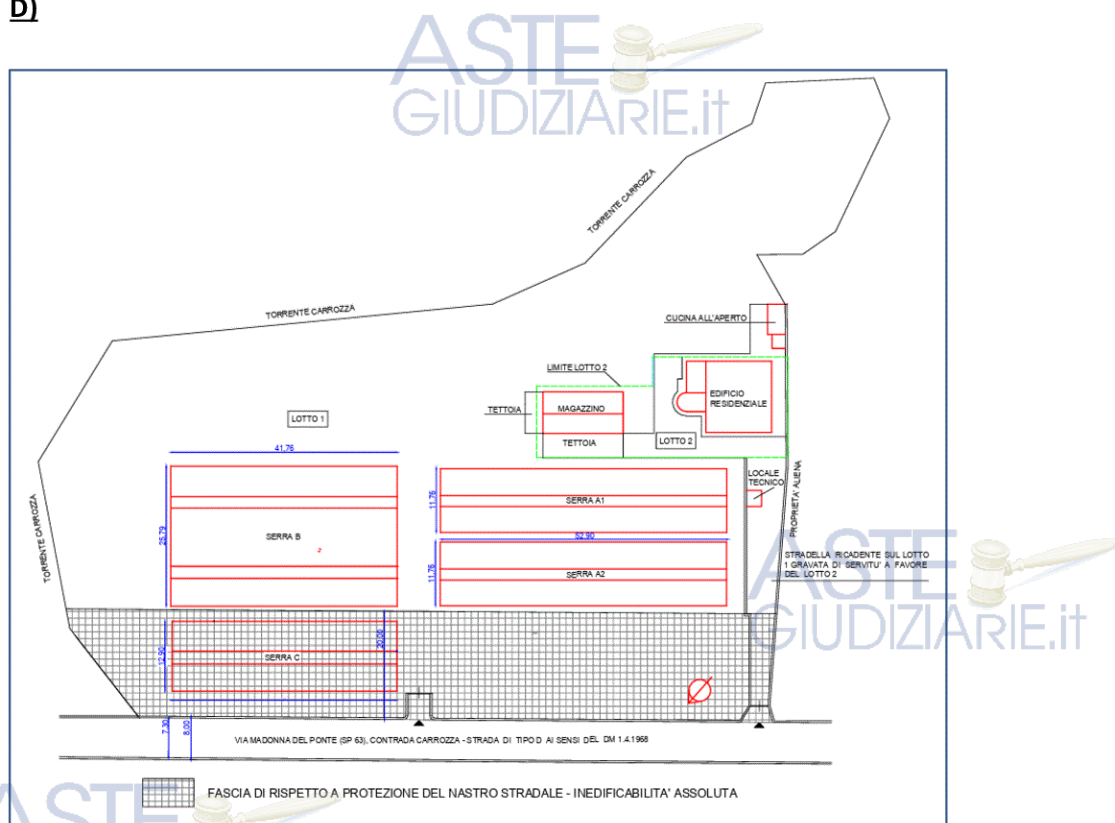 D)
ASTE
GIUDIZIARIE.it
TORRENTE CARROZZA
TORRENTE CARROZZA
CUCINA ALL'APERTO
LIMITE LOTTO 2
EDIFICIO
RESIDENZIALE
TETTOIA
MAGAZZINO
LOTTO 1
TETTOIA
LOTTO 2
41,76
LOCALE
TECNICO
SERRA A1
11,76
PROPRIETA' ALIENA
TORRENTE CARROZZA
25,79
SERRA B
52,90
2
SERRA A2
11,76
STRADELLA RICADENTE SUL LOTTO
1 GRAVATA DI SERVITU' A FAVORE
DEL LOTTO 2
ASTE
GIUDIZIARIE.it
SERRA C
12,90
20,00
7,30
8,00
VIA MADONNA DEL PONTE (SP 63), CONTRADA CARROZZA - STRADA DI TIPO D AI SENSI DEL DM 1.4.1968
FASCIA DI RISPETTO A PROTEZIONE DEL NASTRO STRADALE - INEDIFICABILITA' ASSOLUTA
ASTE